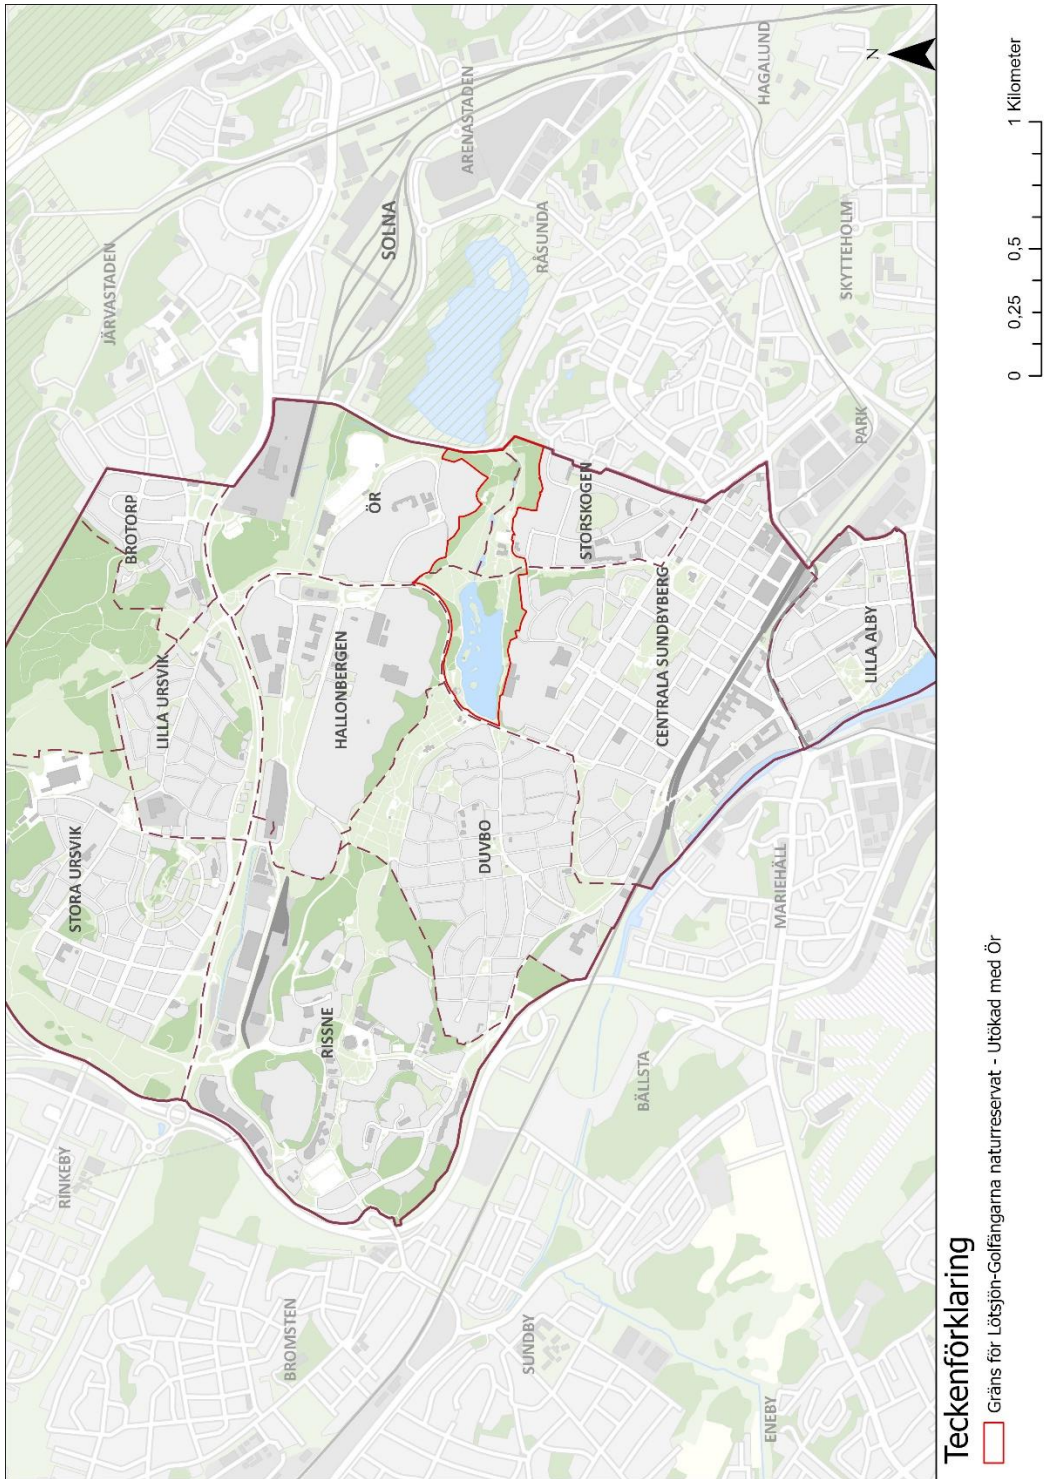 JÄRVASTADEN
HAGALUND
ARENASTADEN
SOLNA
RÅSUNDA
SKYTTEHOLM
PARK
BROTORP
ÖR
STORSKOGEN
LILLA URSVIK
HALLONBERGEN
CENTRALA SUNDBYBERG
LILLA ALBY
STORA URSVIK
DUVBO
RISSNE
MARIEHÄLL
RINKEBY
BÄLLSTA
BROMSTEN
SUNDBY
ENEBY
N
Teckenförklaring
Gräns för Lötsjön-Golfängarna naturreservat - Utökad med Ör
0 0,25 0,5 1 Kilometer